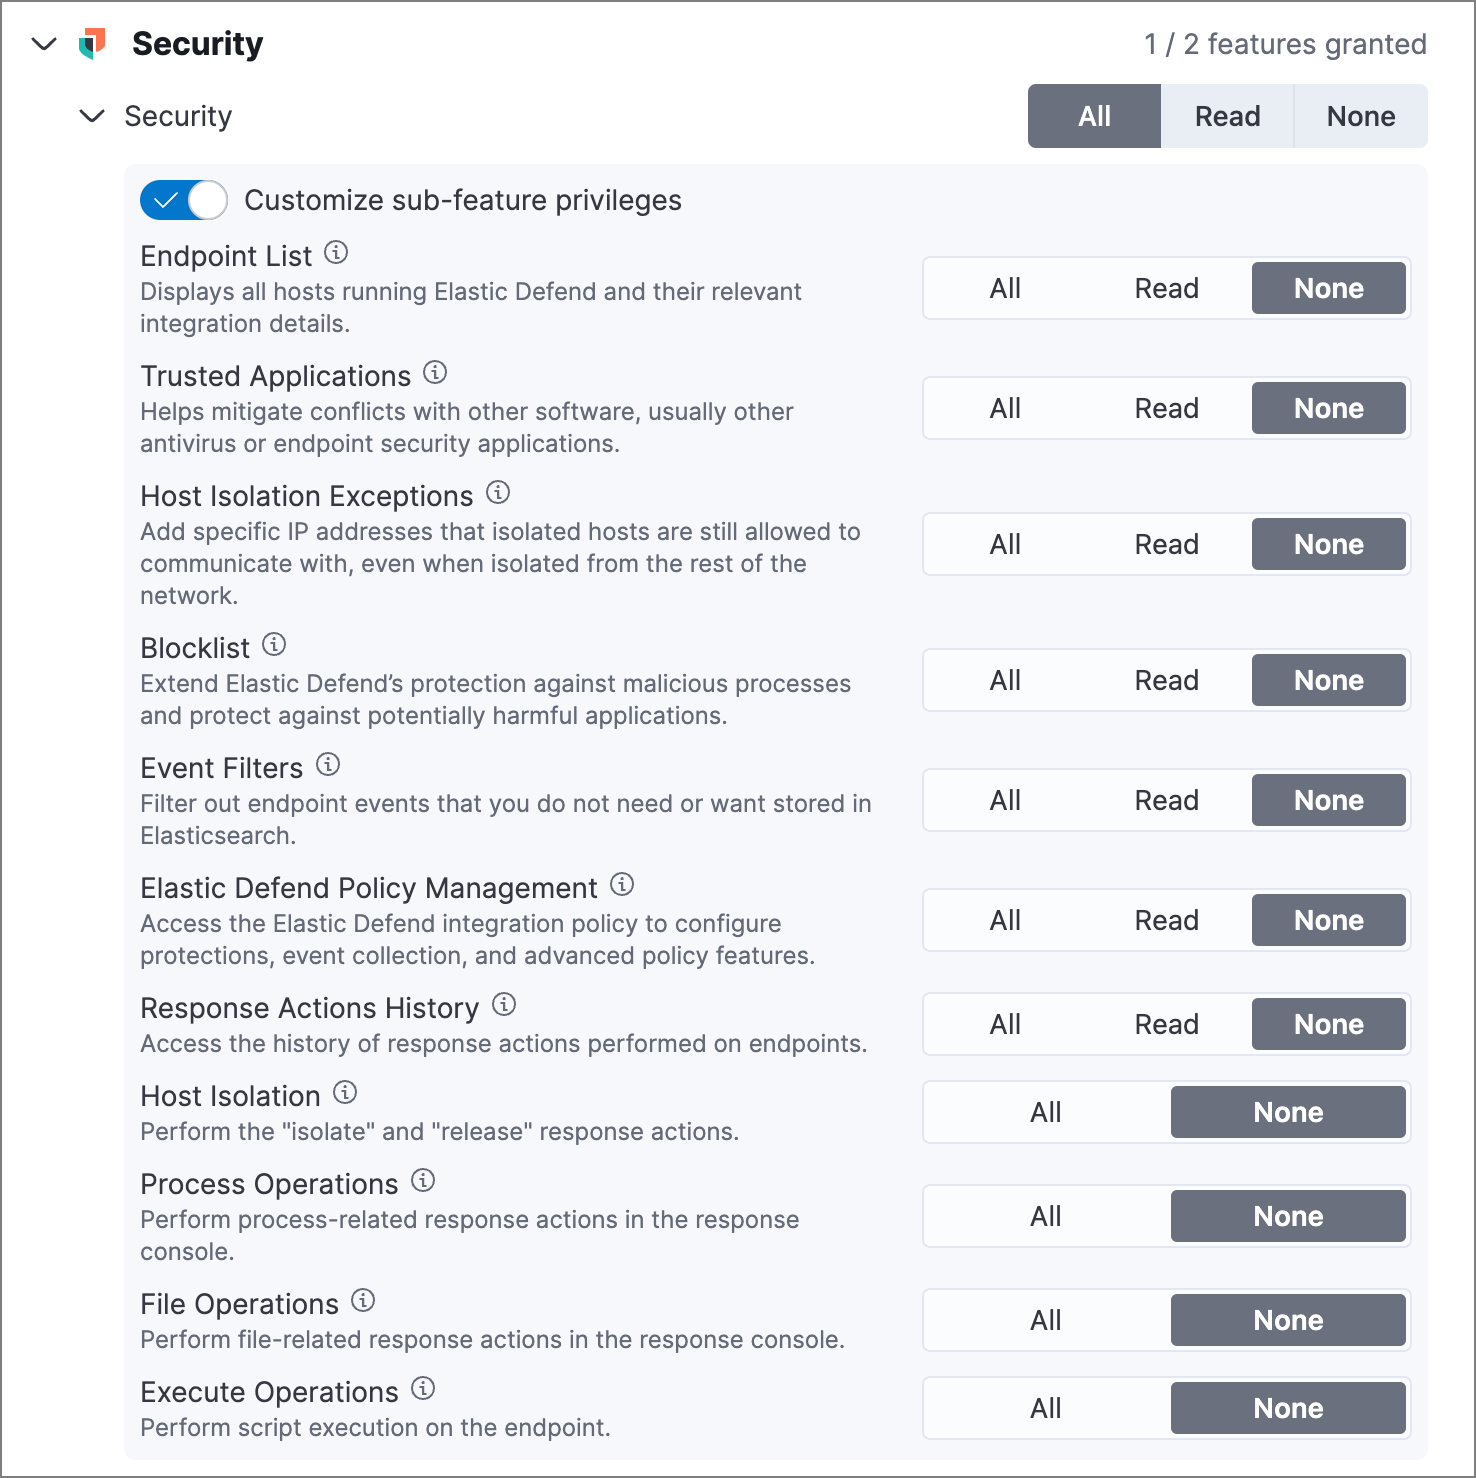 Security
1 / 2 features granted
Security
All Read None
Customize sub-feature privileges
Endpoint List
Displays all hosts running Elastic Defend and their relevant
integration details.
All Read None
Trusted Applications
Helps mitigate conflicts with other software, usually other
antivirus or endpoint security applications.
All Read None
Host Isolation Exceptions
Add specific IP addresses that isolated hosts are still allowed to
communicate with, even when isolated from the rest of the
network.
All Read None
Blocklist
Extend Elastic Defend’s protection against malicious processes
and protect against potentially harmful applications.
All Read None
Event Filters
Filter out endpoint events that you do not need or want stored in
Elasticsearch.
All Read None
Elastic Defend Policy Management
Access the Elastic Defend integration policy to configure
protections, event collection, and advanced policy features.
All Read None
Response Actions History
Access the history of response actions performed on endpoints.
All Read None
Host Isolation
Perform the "isolate" and "release" response actions.
All None
Process Operations
Perform process-related response actions in the response
console.
All None
File Operations
Perform file-related response actions in the response console.
All None
Execute Operations
Perform script execution on the endpoint.
All None